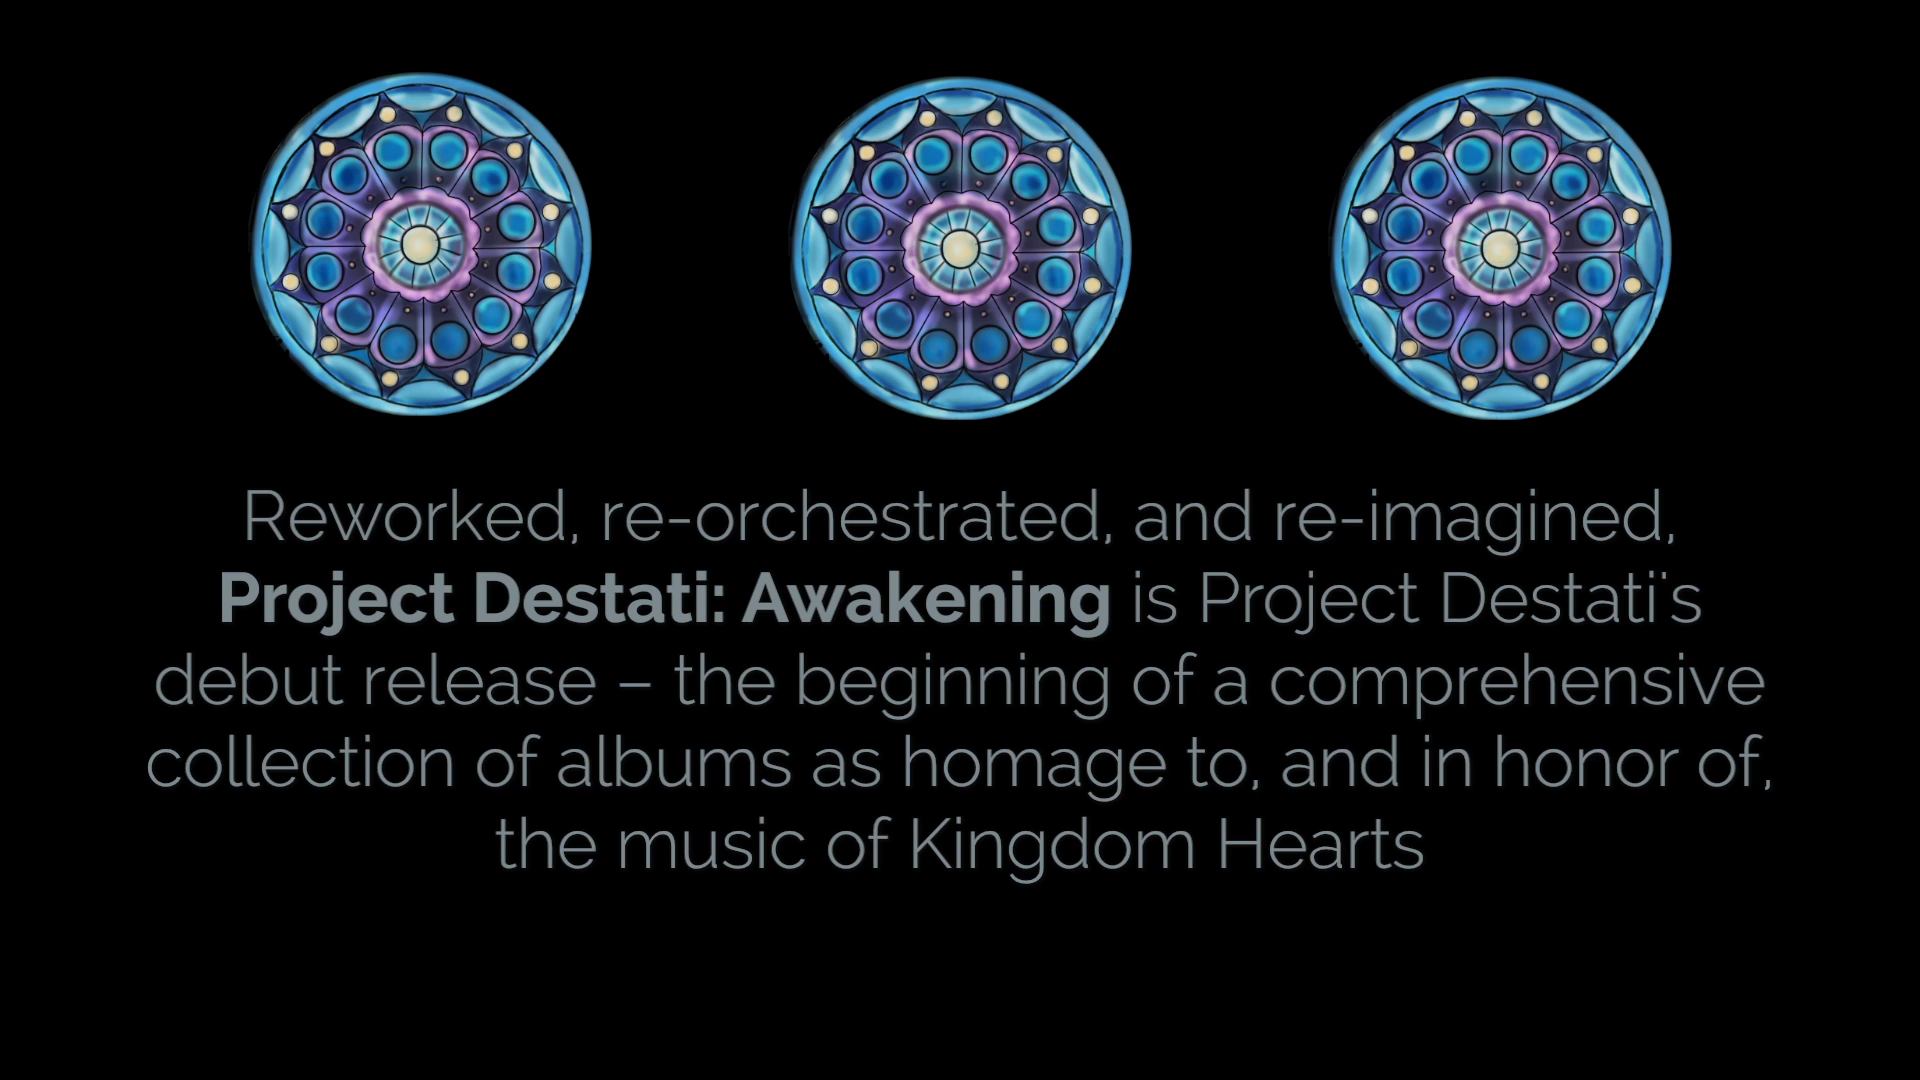 Reworked, re-orchestrated, and re-imagined,
Project Destati: Awakening is Project Destati's
debut release – the beginning of a comprehensive
collection of albums as homage to, and in honor of,
the music of Kingdom Hearts